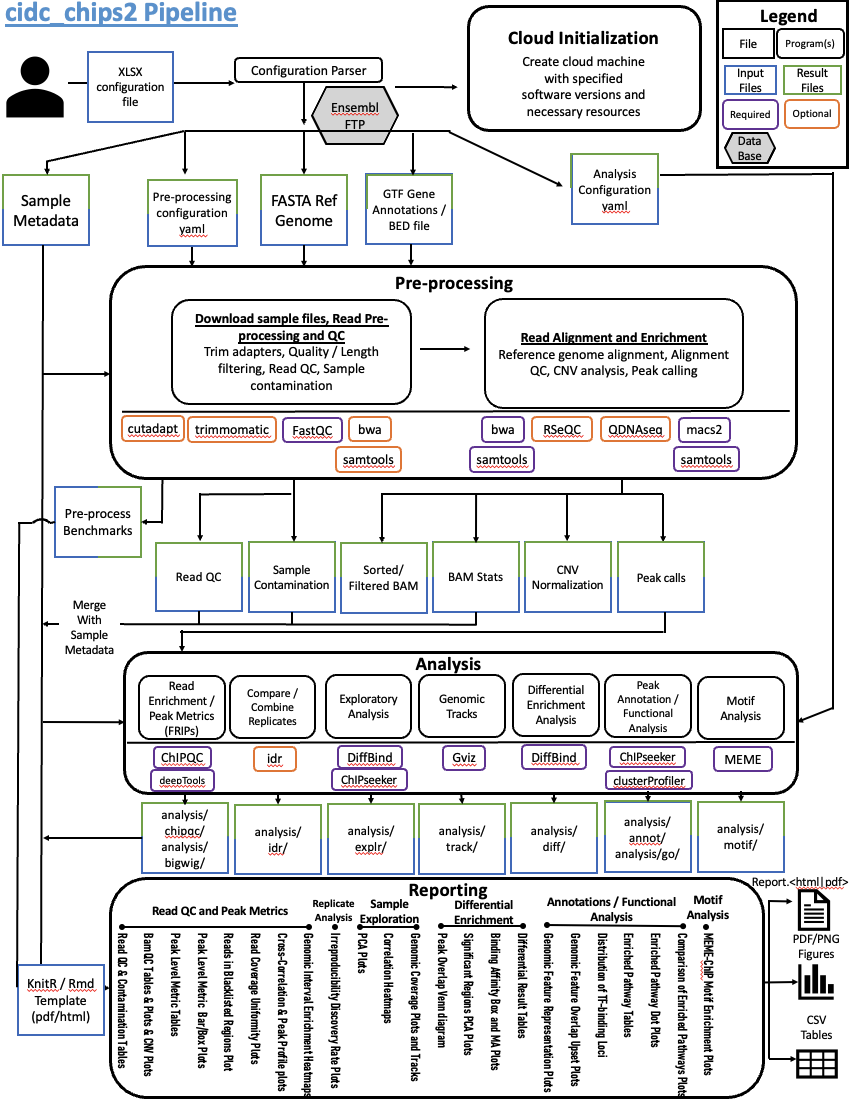 cidc_chips2 Pipeline
XLSX
configuration
file
Configuration Parser
Ensembl
FTP
Cloud Initialization
Create cloud machine
with specified
software versions and
necessary resources
Legend
File
Program(s)
Input
Files
Result
Files
Required
Optional
Data
Base
Sample
Metadata
Pre-processing
configuration
yaml
FASTA Ref
Genome
GTF Gene
Annotations /
BED file
Analysis
Configuration
yaml
Pre-processing
Download sample files, Read Pre-
processing and QC
Trim adapters, Quality / Length
filtering, Read QC, Sample
contamination
Read Alignment and Enrichment
Reference genome alignment, Alignment
QC, CNV analysis, Peak calling
cutadapt
trimmomatic
FastQC
bwa
samtools
bwa
samtools
RSeQC
QDNAseq
macs2
samtools
Pre-process
Benchmarks
Read QC
Sample
Contamination
Sorted/
Filtered BAM
BAM Stats
CNV
Normalization
Peak calls
Merge
With
Sample
Metadata
Analysis
Read
Enrichment /
Peak Metrics
(FRIPs)
Compare /
Combine
Replicates
Exploratory
Analysis
Genomic
Tracks
Differential
Enrichment
Analysis
Peak
Annotation /
Functional
Analysis
Motif
Analysis
ChIPQC
deepTools
idr
DiffBind
ChIPseeker
Gviz
DiffBind
ChIPseeker
clusterProfiler
MEME
analysis/
chipqc/
analysis/
bigwig/
analysis/
idr/
analysis/
explr/
analysis/
track/
analysis/
diff/
analysis/
annot/
analysis/go/
analysis/
motif/
Reporting
Read QC and Peak Metrics
Replicate
Analysis
Sample
Exploration
Differential
Enrichment
Annotations / Functional
Analysis
Motif
Analysis
Read QC & Contamination Tables
BamQC Tables & Plots & CNV Plots
Peak Level Metric Tables
Peak Level Metric Bar/Box Plots
Reads in Blacklisted Regions Plot
Read Coverage Uniformity Plots
Cross-Correlation & Peak Profile plots
Genomic Interval Enrichment Heatmaps
Irreproducibility Discovery Rate Plots
PCA Plots
Correlation Heatmaps
Genomic Coverage Plots and Tracks
Peak Overlap Venn diagram
Significant Regions PCA Plots
Binding Affinity Box and MA Plots
Differential Result Tables
Genomic Feature Representation Plots
Genomic Feature Overlap Upset Plots
Distribution of TF-binding Loci
Enriched Pathway Tables
Enriched Pathway Dot Plots
Comparison of Enriched Pathways Plots
MEME-ChIP Motif Enrichment Plots
KnitR / Rmd
Template
(pdf/html)
Report.<html|pdf>
PDF/PNG
Figures
CSV
Tables